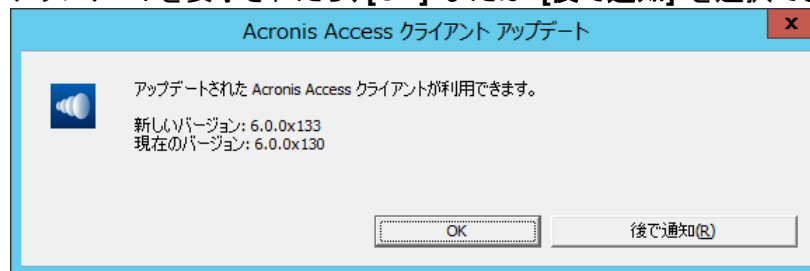 Acronis Access クライアント アップデート
x
アップデートされた Acronis Access クライアントが利用できます。
新しいバージョン: 6.0.0x133
現在のバージョン: 6.0.0x130
OK
後で通知(R)